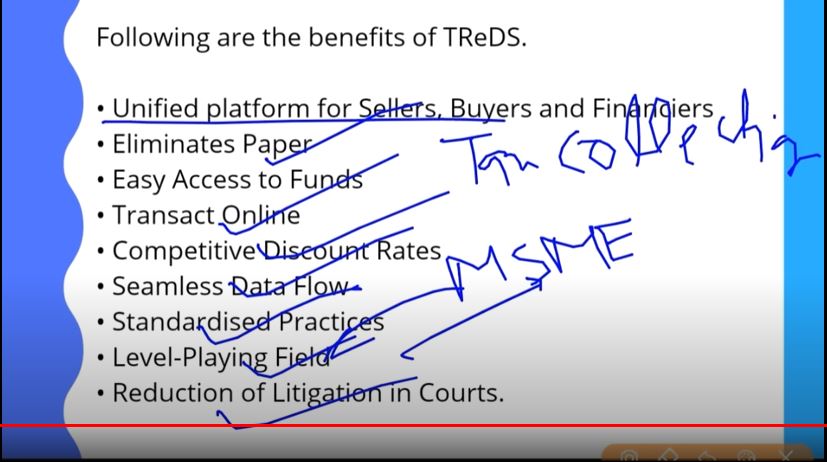 Following are the benefits of TReDS.
• Unified platform for Sellers, Buyers and Financiers
• Eliminates Paper
• Easy Access to Funds
• Transact Online
• Competitive Discount Rates
• Seamless Data Flow
• Standardised Practices
• Level-Playing Field
• Reduction of Litigation in Courts.
MSME